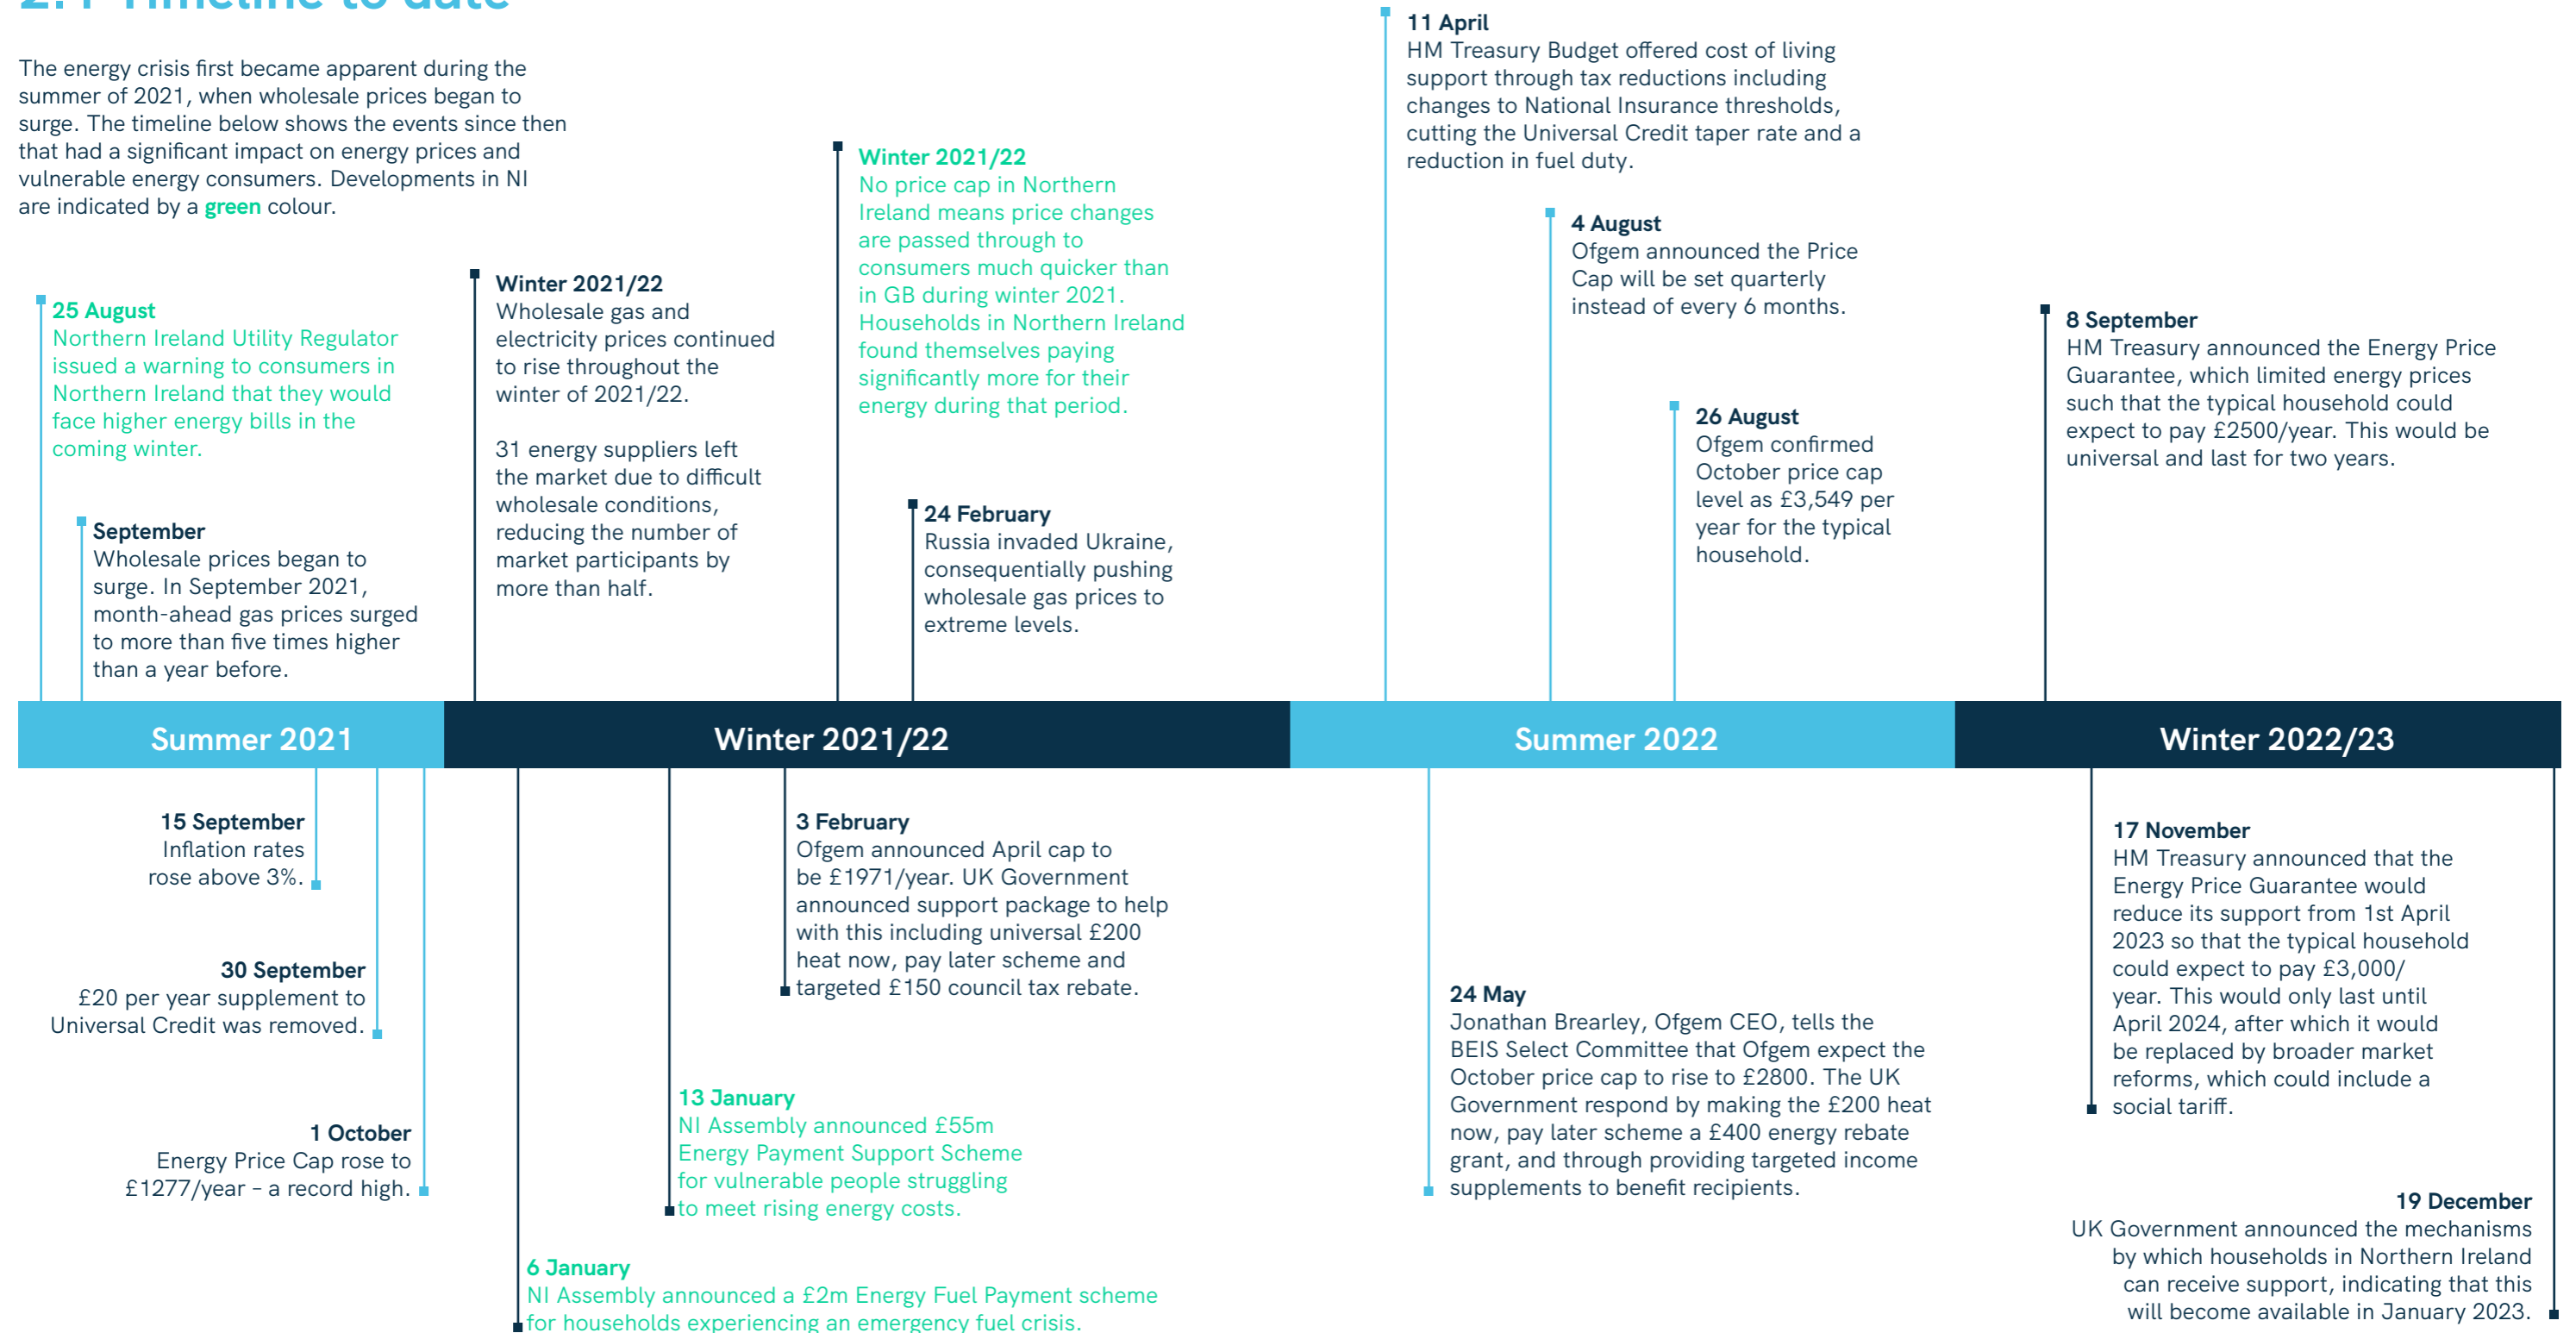 2.1 Timeline to date
The energy crisis first became apparent during the
summer of 2021, when wholesale prices began to
surge. The timeline below shows the events since then
that had a significant impact on energy prices and
vulnerable energy consumers. Developments in NI
are indicated by a green colour.
25 August
Northern Ireland Utility Regulator
issued a warning to consumers in
Northern Ireland that they would
face higher energy bills in the
coming winter.
September
Wholesale prices began to
surge. In September 2021,
month-ahead gas prices surged
to more than five times higher
than a year before.
Winter 2021/22
Wholesale gas and
electricity prices continued
to rise throughout the
winter of 2021/22.
31 energy suppliers left
the market due to difficult
wholesale conditions,
reducing the number of
market participants by
more than half.
Winter 2021/22
No price cap in Northern
Ireland means price changes
are passed through to
consumers much quicker than
in GB during winter 2021.
Households in Northern Ireland
found themselves paying
significantly more for their
energy during that period.
24 February
Russia invaded Ukraine,
consequentially pushing
wholesale gas prices to
extreme levels.
11 April
HM Treasury Budget offered cost of living
support through tax reductions including
changes to National Insurance thresholds,
cutting the Universal Credit taper rate and a
reduction in fuel duty.
4 August
Ofgem announced the Price
Cap will be set quarterly
instead of every 6 months.
26 August
Ofgem confirmed
October price cap
level as £3,549 per
year for the typical
household.
8 September
HM Treasury announced the Energy Price
Guarantee, which limited energy prices
such that the typical household could
expect to pay £2500/year. This would be
universal and last for two years.
Summer 2021
Winter 2021/22
Summer 2022
Winter 2022/23
15 September
Inflation rates
rose above 3%.
30 September
£20 per year supplement to
Universal Credit was removed.
1 October
Energy Price Cap rose to
£1277/year – a record high.
3 February
Ofgem announced April cap to
be £1971/year. UK Government
announced support package to help
with this including universal £200
heat now, pay later scheme and
targeted £150 council tax rebate.
13 January
NI Assembly announced £55m
Energy Payment Support Scheme
for vulnerable people struggling
to meet rising energy costs.
6 January
NI Assembly announced a £2m Energy Fuel Payment scheme
for households experiencing an emergency fuel crisis.
24 May
Jonathan Brearley, Ofgem CEO, tells the
BEIS Select Committee that Ofgem expect the
October price cap to rise to £2800. The UK
Government respond by making the £200 heat
now, pay later scheme a £400 energy rebate
grant, and through providing targeted income
supplements to benefit recipients.
17 November
HM Treasury announced that the
Energy Price Guarantee would
reduce its support from 1st April
2023 so that the typical household
could expect to pay £3,000/
year. This would only last until
April 2024, after which it would
be replaced by broader market
reforms, which could include a
social tariff.
19 December
UK Government announced the mechanisms
by which households in Northern Ireland
can receive support, indicating that this
will become available in January 2023.